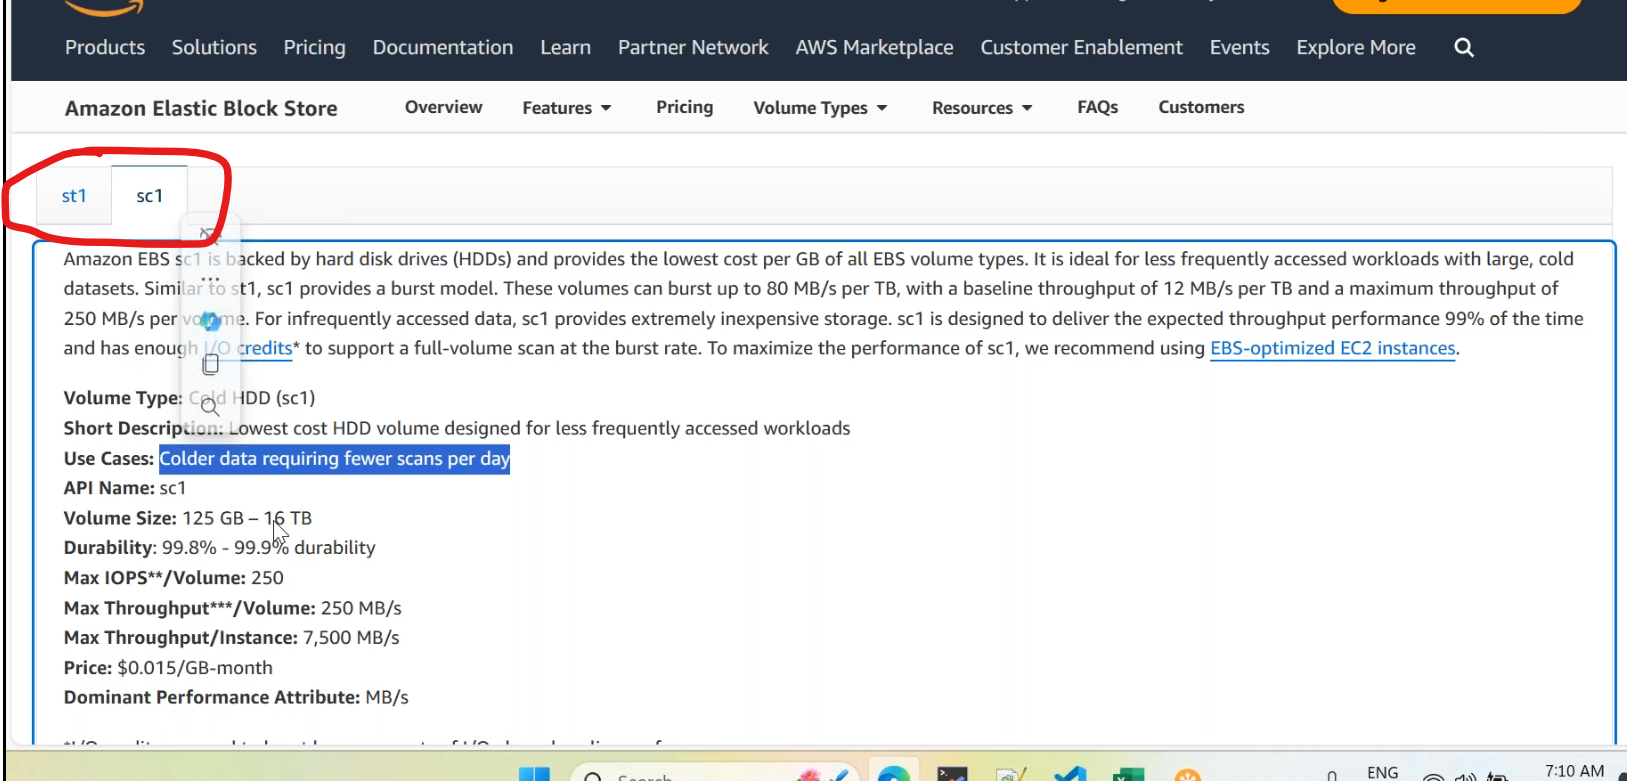 Products Solutions Pricing Documentation Learn Partner Network AWS Marketplace Customer Enablement Events Explore More
Amazon Elastic Block Store Overview Features Pricing Volume Types Resources FAQs Customers
st1 sc1
Amazon EBS sc1 is backed by hard disk drives (HDDs) and provides the lowest cost per GB of all EBS volume types. It is ideal for less frequently accessed workloads with large, cold
datasets. Similar to st1, sc1 provides a burst model. These volumes can burst up to 80 MB/s per TB, with a baseline throughput of 12 MB/s per TB and a maximum throughput of
250 MB/s per volume. For infrequently accessed data, sc1 provides extremely inexpensive storage. sc1 is designed to deliver the expected throughput performance 99% of the time
and has enough I/O credits* to support a full-volume scan at the burst rate. To maximize the performance of sc1, we recommend using EBS-optimized EC2 instances.
Volume Type: Cold HDD (sc1)
Short Description: Lowest cost HDD volume designed for less frequently accessed workloads
Use Cases: Colder data requiring fewer scans per day
API Name: sc1
Volume Size: 125 GB – 16 TB
Durability: 99.8% - 99.9% durability
Max IOPS**/Volume: 250
Max Throughput***/Volume: 250 MB/s
Max Throughput/Instance: 7,500 MB/s
Price: $0.015/GB-month
Dominant Performance Attribute: MB/s
Search
ENG
7:10 AM